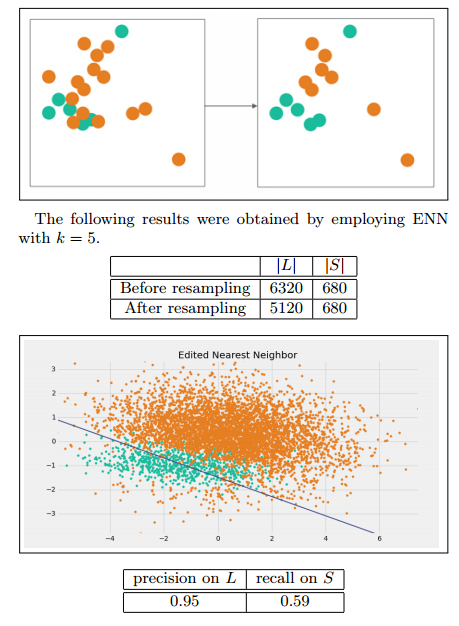 The following results were obtained by employing ENN
with k = 5.
|L| |S|
Before resampling 6320 680
After resampling 5120 680
Edited Nearest Neighbor
3
2
1
0
−1
−2
−3
−4 −2 0 2 4 6
precision on L recall on S
0.95 0.59